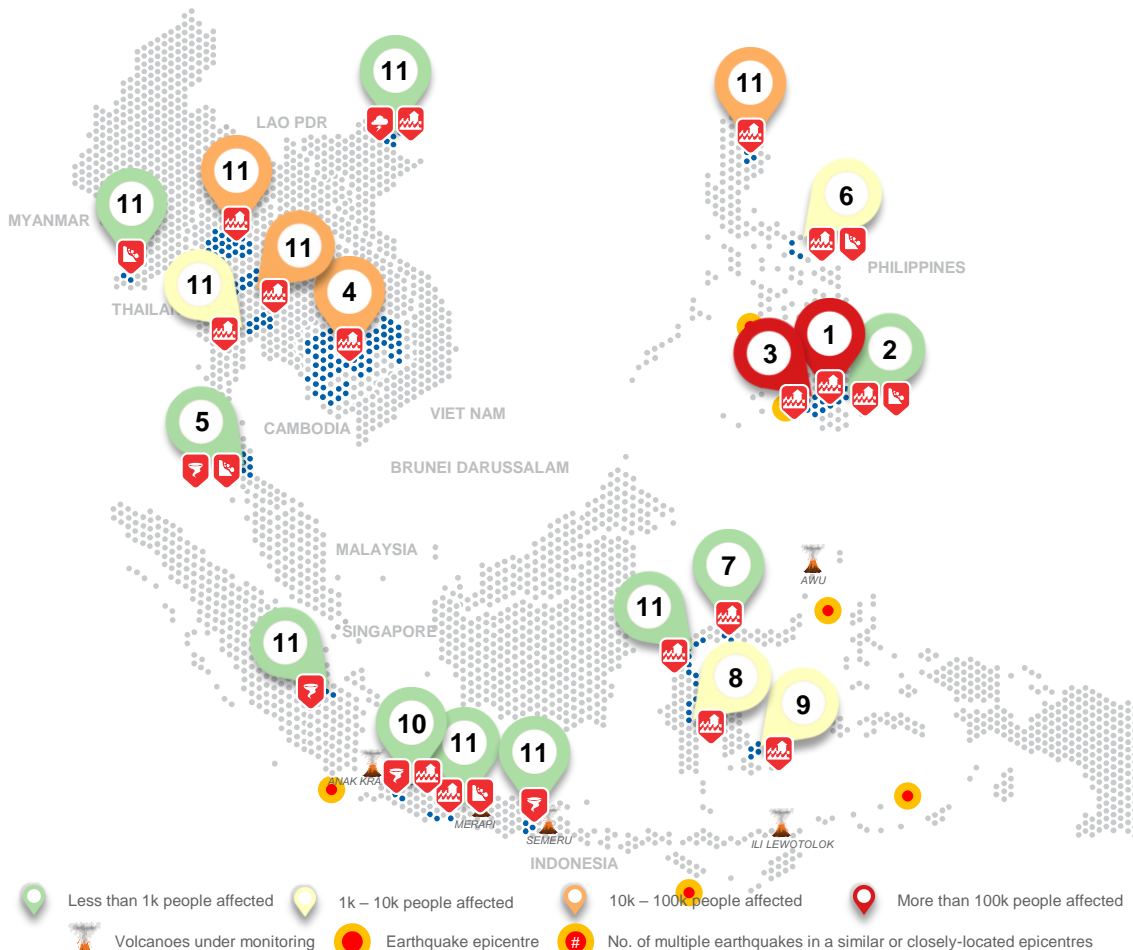 11
11
LAO PDR
11
11
6
MYANMAR
11
PHILIPPINES
11
4
THAILAN
1
3
2
5
VIET NAM
CAMBODIA
BRUNEI DARUSSALAM
MALAYSIA
7
AWU
11
SINGAPORE
11
8
9
10
11
11
ANAK KRA
MERAPI
SEMERU
ILI LEWOTOLOK
INDONESIA
Less than 1k people affected
1k – 10k people affected
10k – 100k people affected
More than 100k people affected
Volcanoes under monitoring
Earthquake epicentre
# No. of multiple earthquakes in a similar or closely-located epicentres